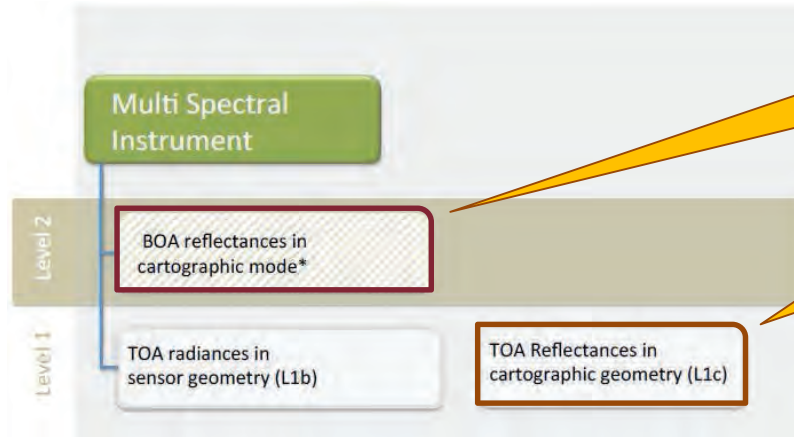 Multi Spectral
Instrument
Level 2
BOA reflectances in
cartographic mode*
Level 1
TOA radiances in
sensor geometry (L1b)
TOA Reflectances in
cartographic geometry (L1c)